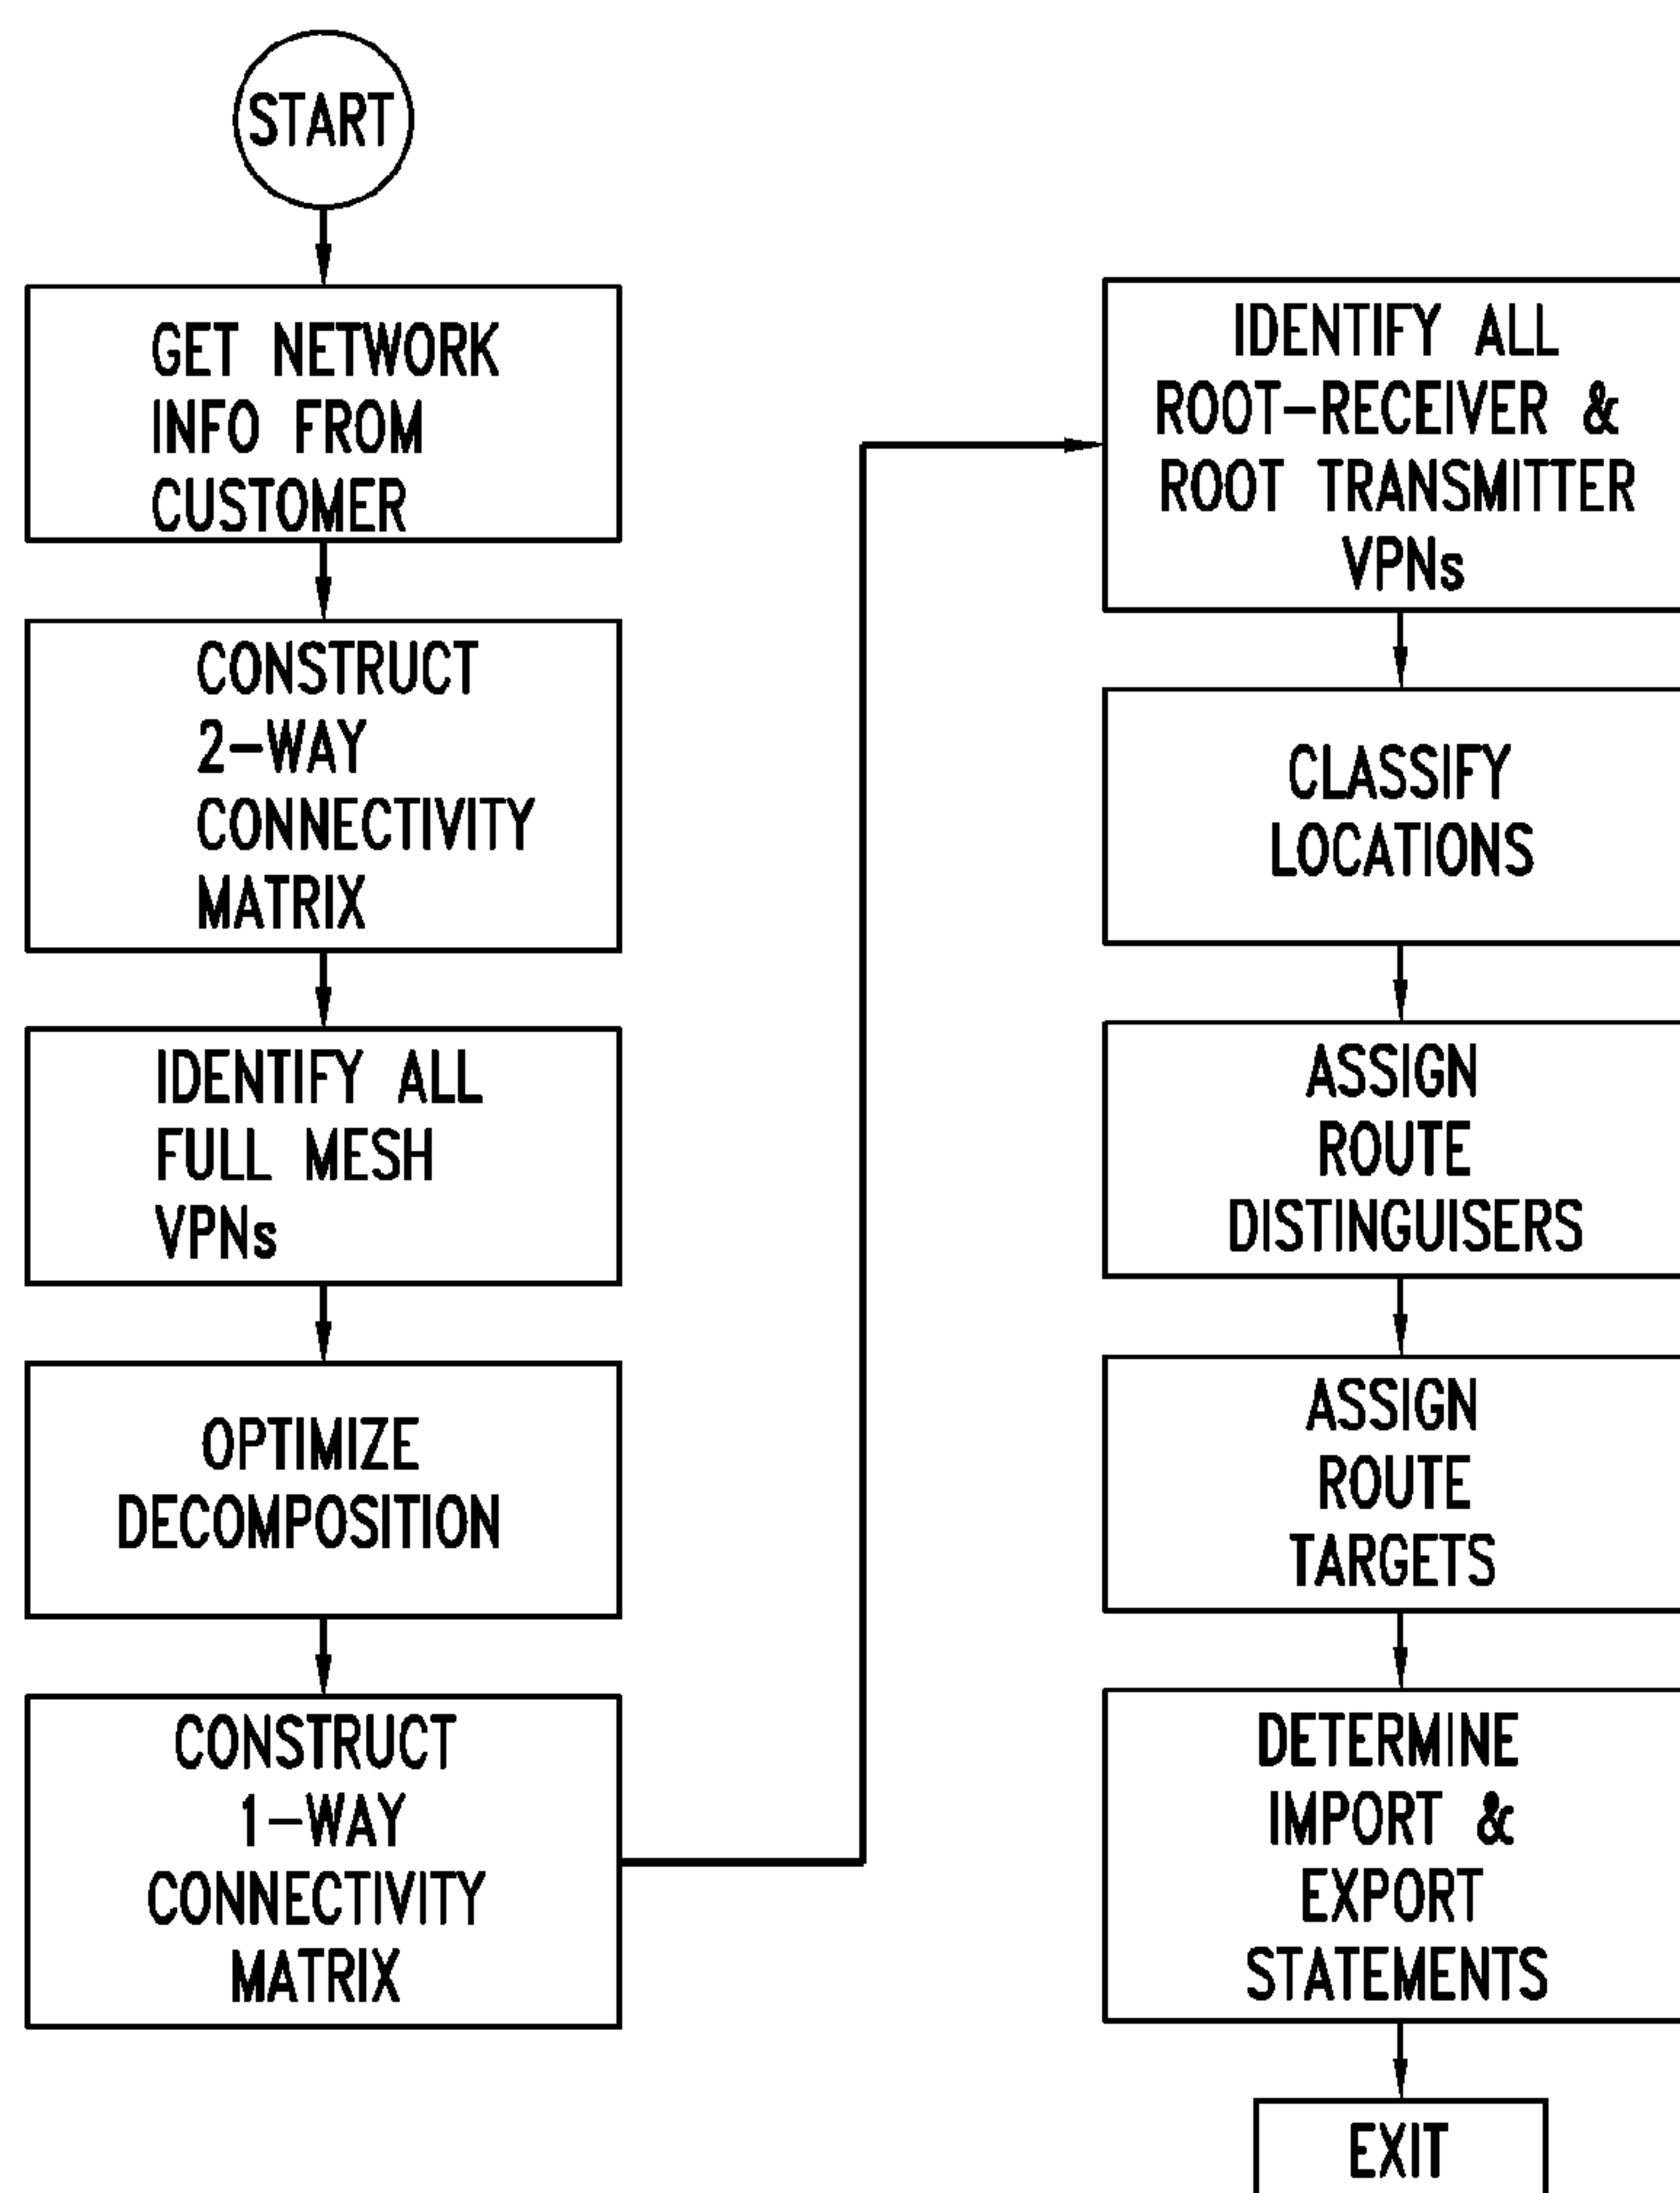 START
GET NETWORK
INFO FROM
CUSTOMER
CONSTRUCT
2-WAY
CONNECTIVITY
MATRIX
IDENTIFY ALL
FULL MESH
VPNs
OPTIMIZE
DECOMPOSITION
CONSTRUCT
1-WAY
CONNECTIVITY
MATRIX
IDENTIFY ALL
ROOT-RECEIVER &
ROOT TRANSMITTER
VPNs
CLASSIFY
LOCATIONS
ASSIGN
ROUTE
DISTINGUISERS
ASSIGN
ROUTE
TARGETS
DETERMINE
IMPORT &
EXPORT
STATEMENTS
EXIT